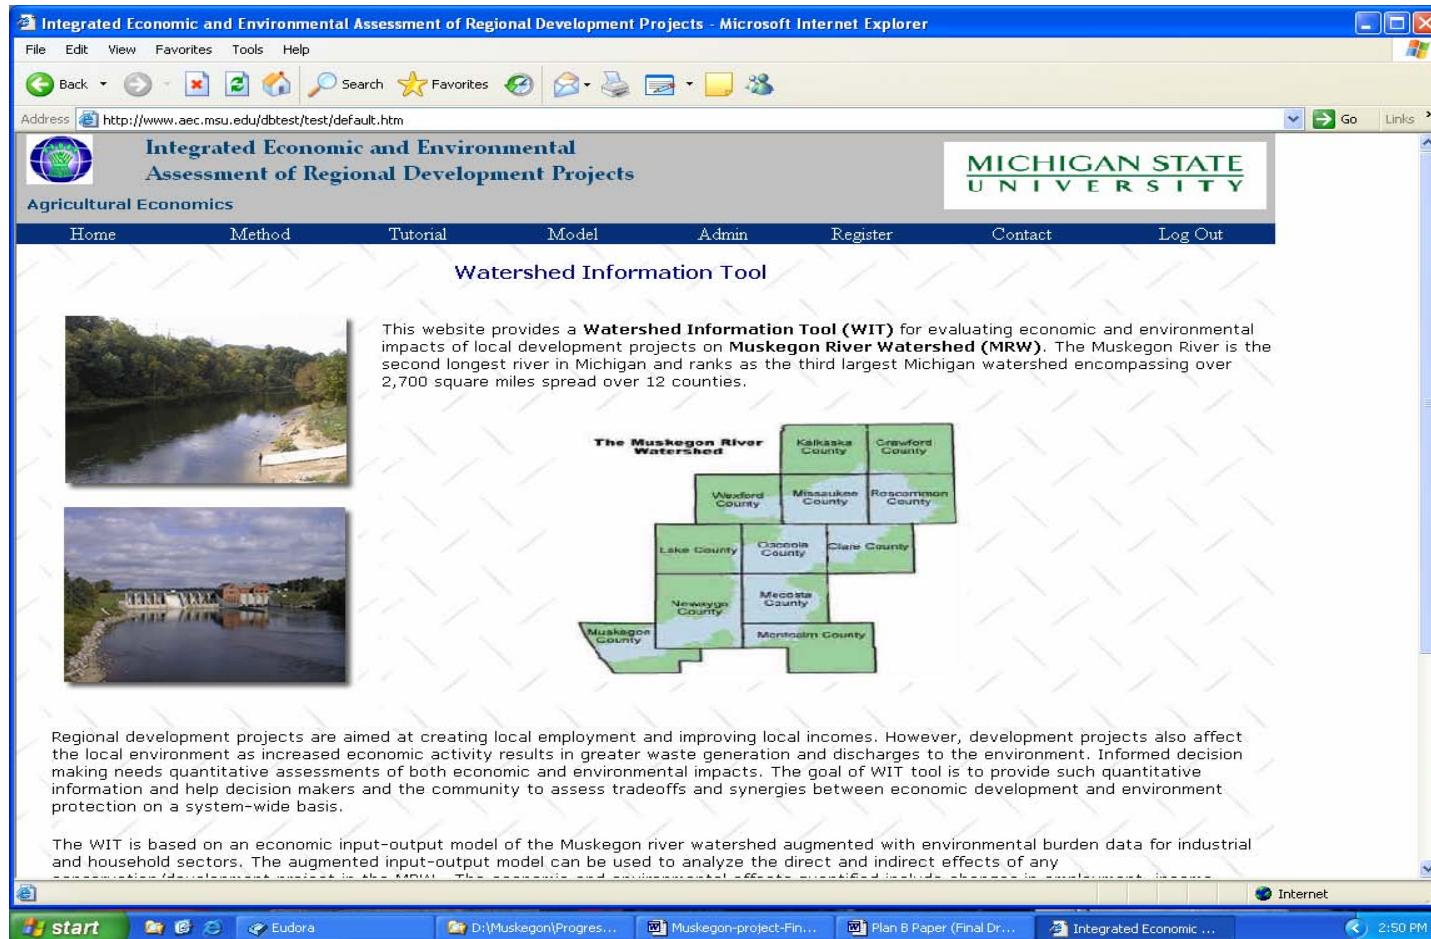 Integrated Economic and Environmental Assessment of Regional Development Projects - Microsoft Internet Explorer
File Edit View Favorites Tools Help
Back Search Favorites
Address http://www.aec.msu.edu/dbtest/test/default.htm Go Links
Integrated Economic and Environmental
Assessment of Regional Development Projects
MICHIGAN STATE
UNIVERSITY
Agricultural Economics
Home Method Tutorial Model Admin Register Contact Log Out
Watershed Information Tool
This website provides a Watershed Information Tool (WIT) for evaluating economic and environmental
impacts of local development projects on Muskegon River Watershed (MRW). The Muskegon River is the
second longest river in Michigan and ranks as the third largest Michigan watershed encompassing over
2,700 square miles spread over 12 counties.
The Muskegon River
Watershed
Kalkaska
County
Crawford
County
Wexford
County
Missaukee
County
Roscommon
County
Lake County
Osceola
County
Clare County
Newaygo
County
Mecosta
County
Muskegon
County
Montcalm County
Regional development projects are aimed at creating local employment and improving local incomes. However, development projects also affect
the local environment as increased economic activity results in greater waste generation and discharges to the environment. Informed decision
making needs quantitative assessments of both economic and environmental impacts. The goal of WIT tool is to provide such quantitative
information and help decision makers and the community to assess tradeoffs and synergies between economic development and environment
protection on a system-wide basis.
The WIT is based on an economic input-output model of the Muskegon river watershed augmented with environmental burden data for industrial
and household sectors. The augmented input-output model can be used to analyze the direct and indirect effects of any
Internet
start Eudora D:\Muskegon\Progres... Muskegon-project-Fin... Plan B Paper (Final Dr... Integrated Economic ... 2:50 PM